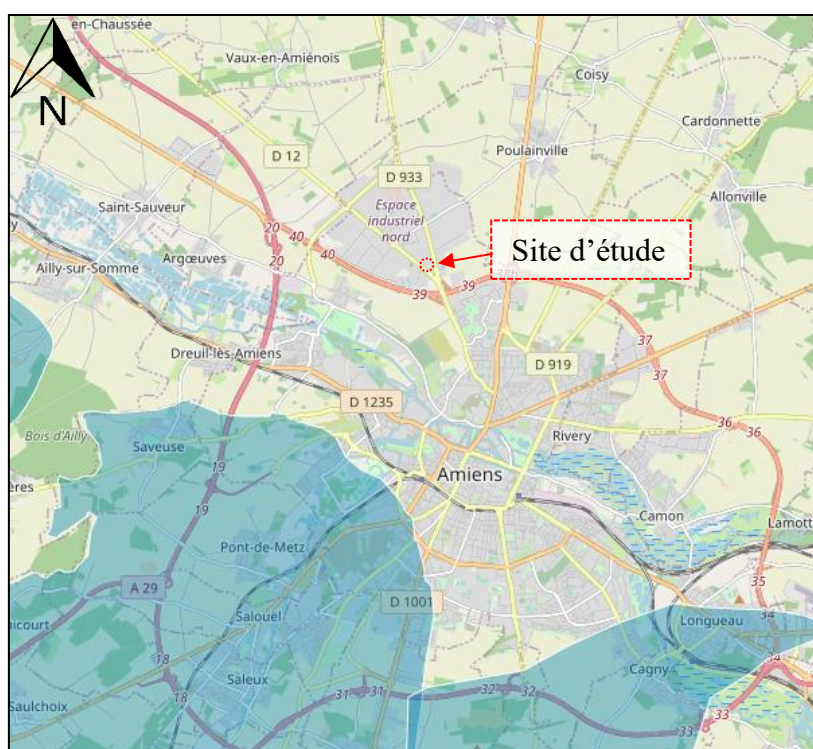 en-Chaussée
Vaux-en-Amiénois
Coisy
N
Cardonnette
D 12
Poulainville
D 933
Allonville
Espace
industriel
nord
Saint-Sauveur
20
40
40
20
Site d'étude
Argœuves
Ailly-sur-Somme
39
39
38b
37
Dreuil-lès-Amiens
D 919
37
D 1235
36
36
Bois d'Ailly
Saveuse
Rivery
19
Amiens
ères
19
Camon
Lamott
Pont-de-Metz
35
A 29
D 1001
Salouel
Longueau
icourt
34
34
Cagny
18
Saleux
31
31
32
32
18
Saulchoix
33
33